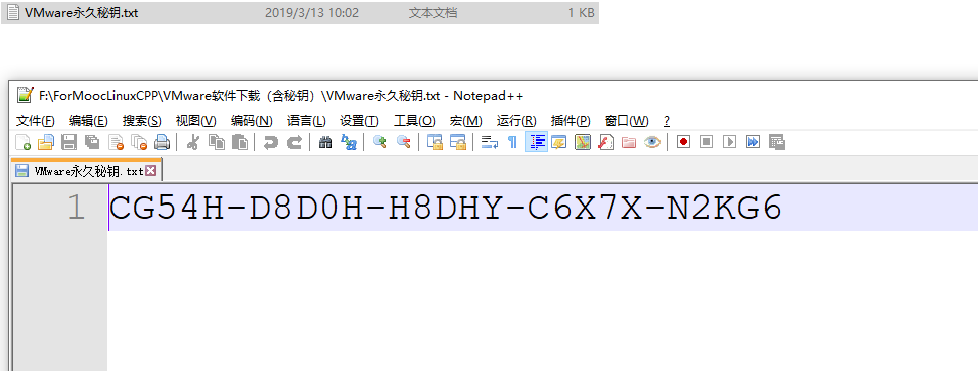 VMware永久秘钥.txt 2019/3/13 10:02 文本文档 1 KB
F:\ForMoocLinuxCPP\VMware软件下载（含秘钥）\VMware永久秘钥.txt - Notepad++
文件(F) 编辑(E) 搜索(S) 视图(V) 编码(N) 语言(L) 设置(T) 工具(O) 宏(M) 运行(R) 插件(P) 窗口(W) ?
VMware永久秘钥.txt
1 CG54H-D8D0H-H8DHY-C6X7X-N2KG6